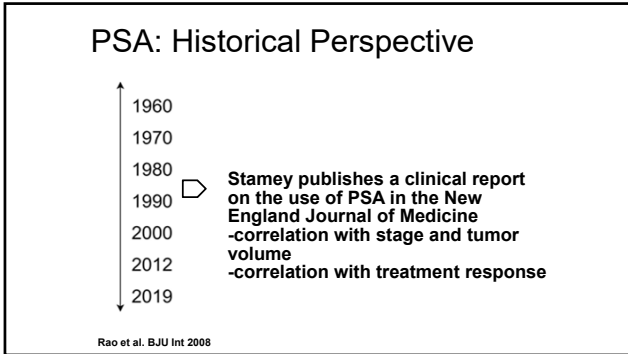 PSA: Historical Perspective
1960
1970
1980
1990
2000
2012
2019
Stamey publishes a clinical report
on the use of PSA in the New
England Journal of Medicine
-correlation with stage and tumor
volume
-correlation with treatment response
Rao et al. BJU Int 2008